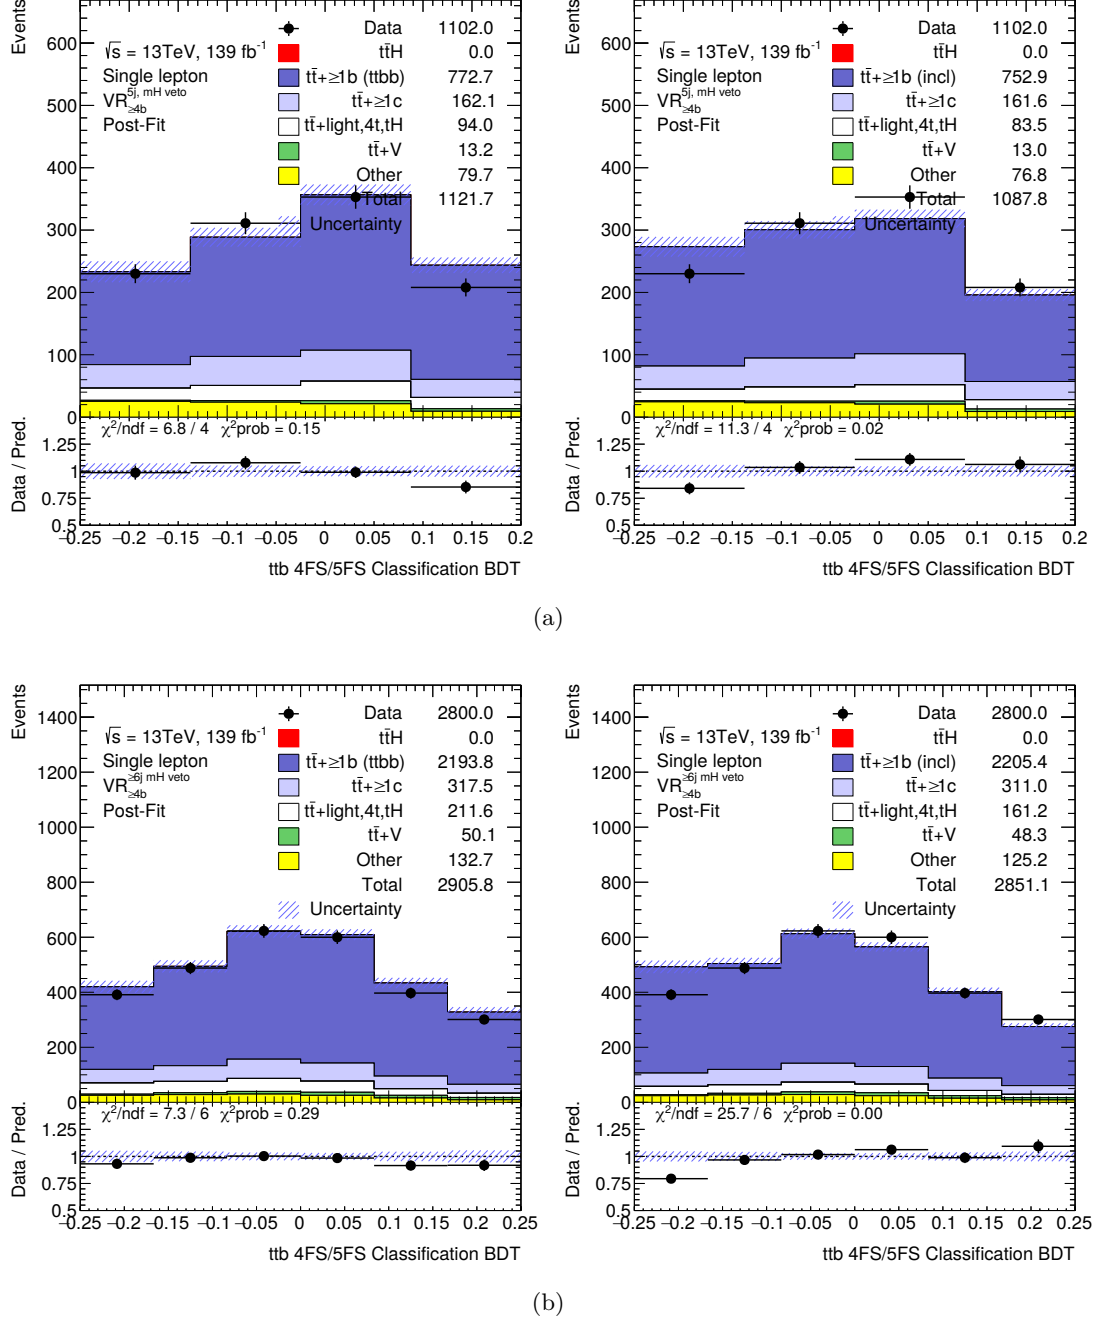 Events
600
500
400
300
200
100
0
√s = 13TeV, 139 fb-1
Single lepton
VR≥4b 5j, mH veto
Post-Fit
Data 1102.0
tt̄H 0.0
tt̄+≥1b (ttbb) 772.7
tt̄+≥1c 162.1
tt̄+light,4t,tH 94.0
tt̄+V 13.2
Other 79.7
Total 1121.7
Uncertainty
Data / Pred.
1.25
1
0.75
0.5
χ2/ndf = 6.8 / 4 χ2prob = 0.15
−0.25 −0.2 −0.15 −0.1 −0.05 0 0.05 0.1 0.15 0.2
ttb 4FS/5FS Classification BDT
Events
600
500
400
300
200
100
0
√s = 13TeV, 139 fb-1
Single lepton
VR≥4b 5j, mH veto
Post-Fit
Data 1102.0
tt̄H 0.0
tt̄+≥1b (incl) 752.9
tt̄+≥1c 161.6
tt̄+light,4t,tH 83.5
tt̄+V 13.0
Other 76.8
Total 1087.8
Uncertainty
Data / Pred.
1.25
1
0.75
0.5
χ2/ndf = 11.3 / 4 χ2prob = 0.02
−0.25 −0.2 −0.15 −0.1 −0.05 0 0.05 0.1 0.15 0.2
ttb 4FS/5FS Classification BDT
(a)
Events
1400
1200
1000
800
600
400
200
0
√s = 13TeV, 139 fb-1
Single lepton
VR≥4b ≥6j mH veto
Post-Fit
Data 2800.0
tt̄H 0.0
tt̄+≥1b (ttbb) 2193.8
tt̄+≥1c 317.5
tt̄+light,4t,tH 211.6
tt̄+V 50.1
Other 132.7
Total 2905.8
Uncertainty
Data / Pred.
1.25
1
0.75
0.5
χ2/ndf = 7.3 / 6 χ2prob = 0.29
−0.25 −0.2 −0.15 −0.1 −0.05 0 0.05 0.1 0.15 0.2 0.25
ttb 4FS/5FS Classification BDT
Events
1400
1200
1000
800
600
400
200
0
√s = 13TeV, 139 fb-1
Single lepton
VR≥4b ≥6j mH veto
Post-Fit
Data 2800.0
tt̄H 0.0
tt̄+≥1b (incl) 2205.4
tt̄+≥1c 311.0
tt̄+light,4t,tH 161.2
tt̄+V 48.3
Other 125.2
Total 2851.1
Uncertainty
Data / Pred.
1.25
1
0.75
0.5
χ2/ndf = 25.7 / 6 χ2prob = 0.00
−0.25 −0.2 −0.15 −0.1 −0.05 0 0.05 0.1 0.15 0.2 0.25
ttb 4FS/5FS Classification BDT
(b)